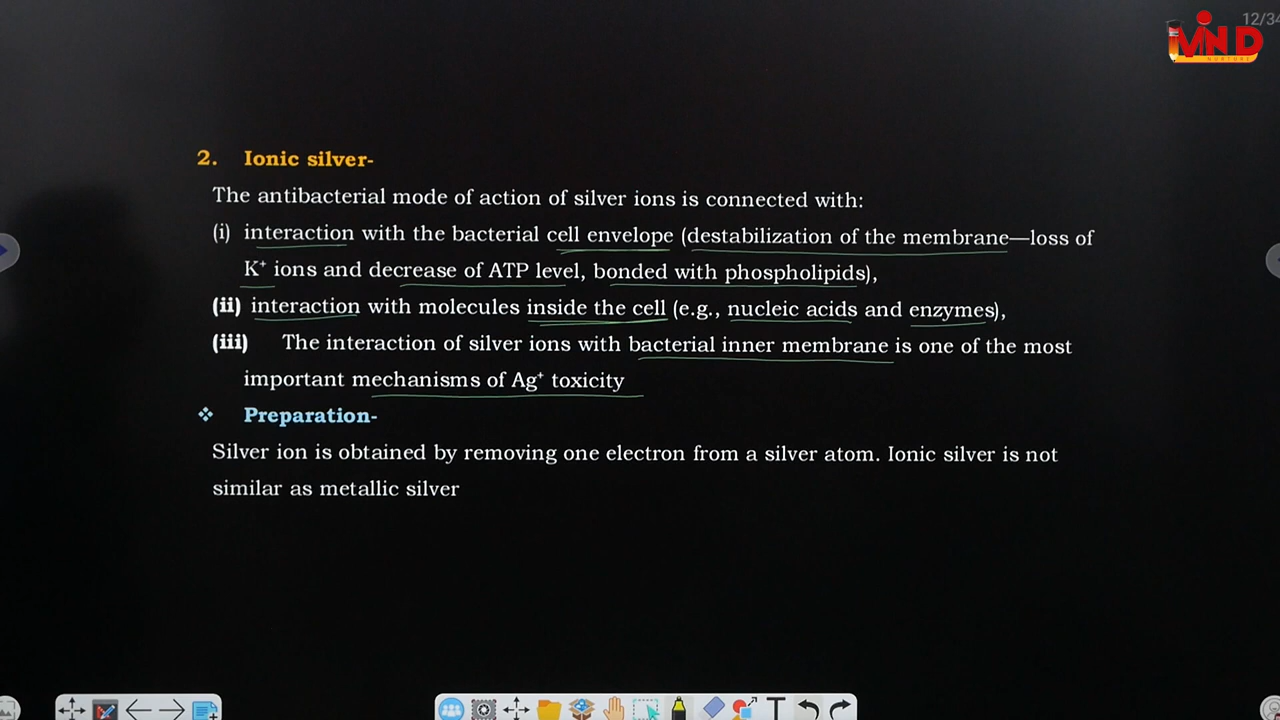 12/34
MIND
NURTURE
2. Ionic silver-
The antibacterial mode of action of silver ions is connected with:
(i) interaction with the bacterial cell envelope (destabilization of the membrane—loss of
K⁺ ions and decrease of ATP level, bonded with phospholipids),
(ii) interaction with molecules inside the cell (e.g., nucleic acids and enzymes),
(iii) The interaction of silver ions with bacterial inner membrane is one of the most
important mechanisms of Ag⁺ toxicity
❖ Preparation-
Silver ion is obtained by removing one electron from a silver atom. Ionic silver is not
similar as metallic silver
T